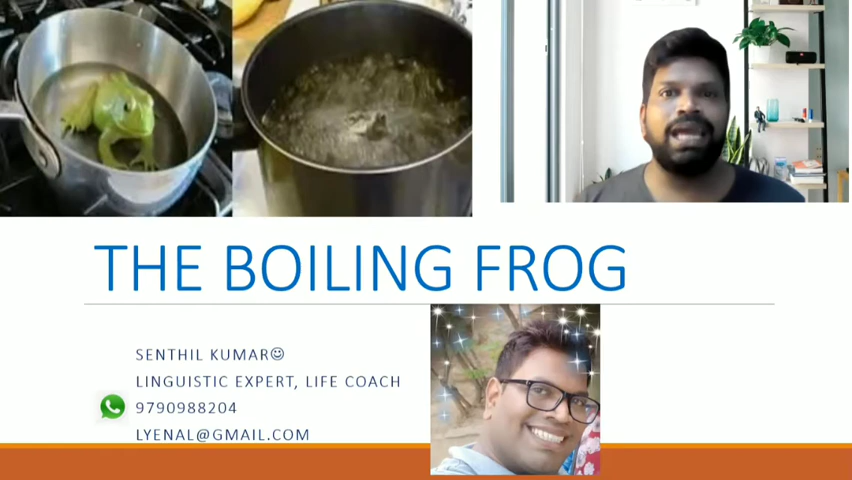 THE BOILING FROG
SENTHIL KUMAR☺
LINGUISTIC EXPERT, LIFE COACH
9790988204
LYENAL@GMAIL.COM